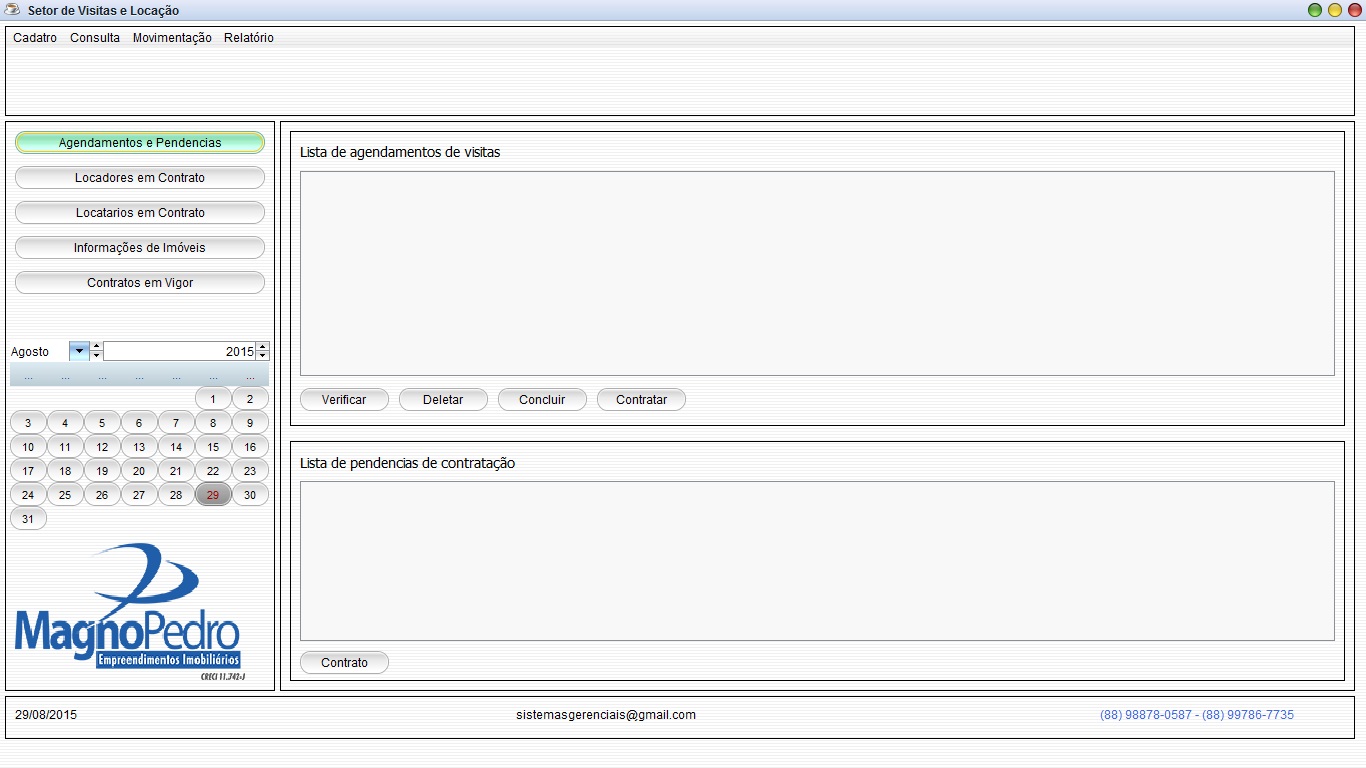 Setor de Visitas e Locação
Cadatro Consulta Movimentação Relatório
Agendamentos e Pendencias
Locadores em Contrato
Locatarios em Contrato
Informações de Imóveis
Contratos em Vigor
Agosto 2015
... ... ... ... ... ... ...
1 2
3 4 5 6 7 8 9
10 11 12 13 14 15 16
17 18 19 20 21 22 23
24 25 26 27 28 29 30
31
MagnoPedro
Empreendimentos Imobiliários
CRECI 11.742-J
Lista de agendamentos de visitas
Verificar Deletar Concluir Contratar
Lista de pendencias de contratação
Contrato
29/08/2015 sistemasgerenciais@gmail.com (88) 98878-0587 - (88) 99786-7735